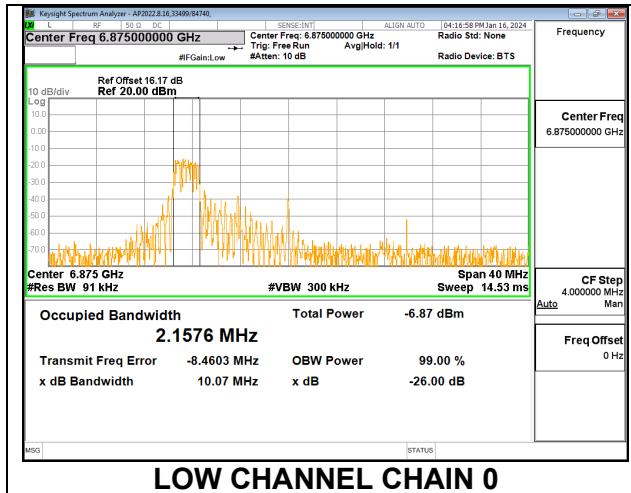 Keysight Spectrum Analyzer - AP2022.8.16,33499/84740,
L RF 50 Ω DC SENSE:INT ALIGN AUTO 04:16:58 PM Jan 16, 2024
Center Freq 6.875000000 GHz Center Freq: 6.875000000 GHz Radio Std: None Frequency
Trig: Free Run Avg|Hold: 1/1
#IFGain:Low #Atten: 10 dB Radio Device: BTS
Ref Offset 16.17 dB
10 dB/div Ref 20.00 dBm
Log
10.0
0.00
-10.0
-20.0
-30.0
-40.0
-50.0
-60.0
-70.0
Center 6.875 GHz Span 40 MHz
#Res BW 91 kHz #VBW 300 kHz Sweep 14.53 ms
Center Freq
6.875000000 GHz
CF Step
4.000000 MHz
Auto Man
Freq Offset
0 Hz
Occupied Bandwidth Total Power -6.87 dBm
2.1576 MHz
Transmit Freq Error -8.4603 MHz OBW Power 99.00 %
x dB Bandwidth 10.07 MHz x dB -26.00 dB
MSG STATUS
LOW CHANNEL CHAIN 0